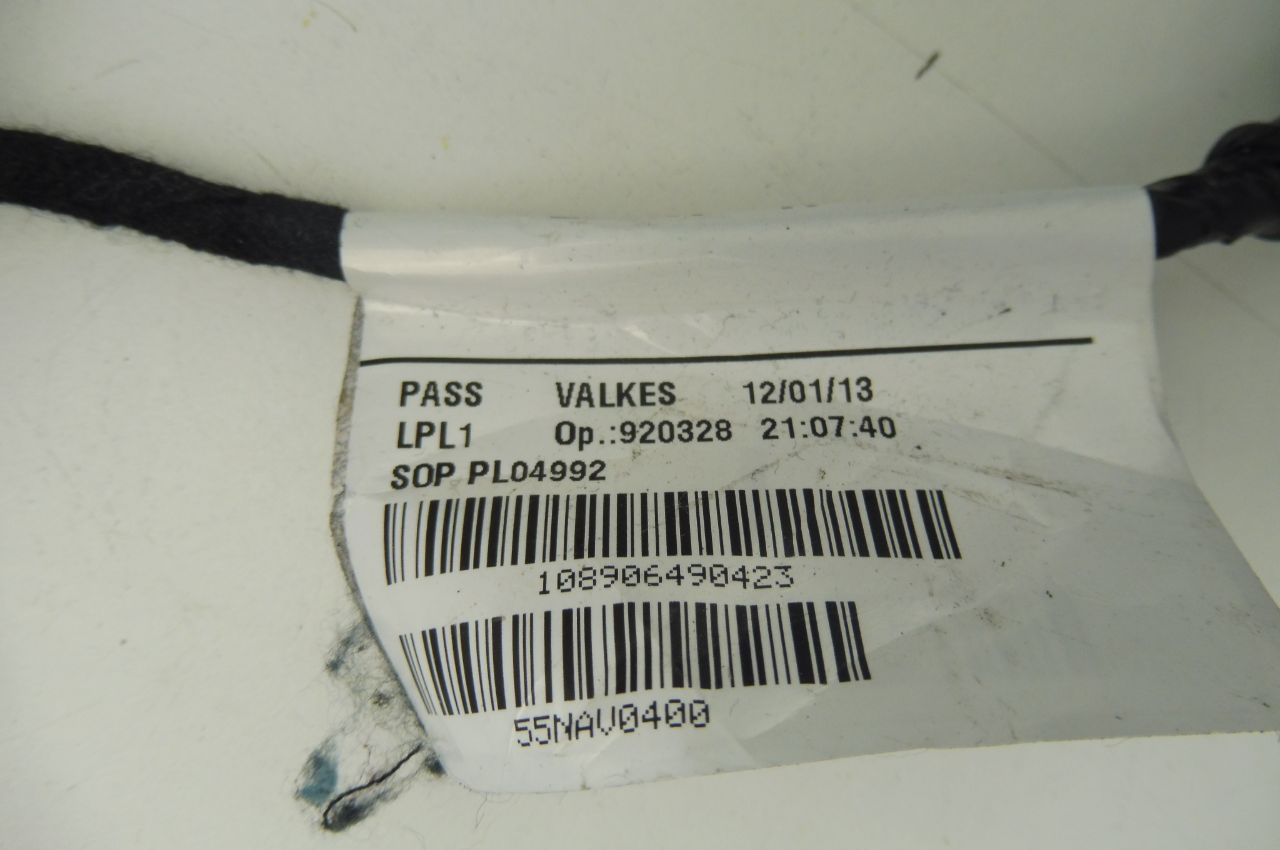 PASS VALKES 12/01/13
LPL1 Op.:920328 21:07:40
SOP PL04992
108906490423
55NAV0400